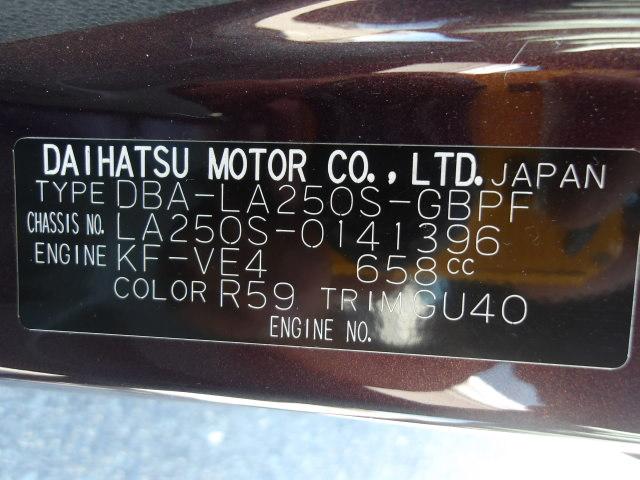 DAIHATSU MOTOR CO., LTD. JAPAN
TYPE DBA-LA250S-GBPF
CHASSIS NO. LA250S-0141396
ENGINE KF-VE4 658cc
COLOR R59 TRIM GU40
ENGINE NO.